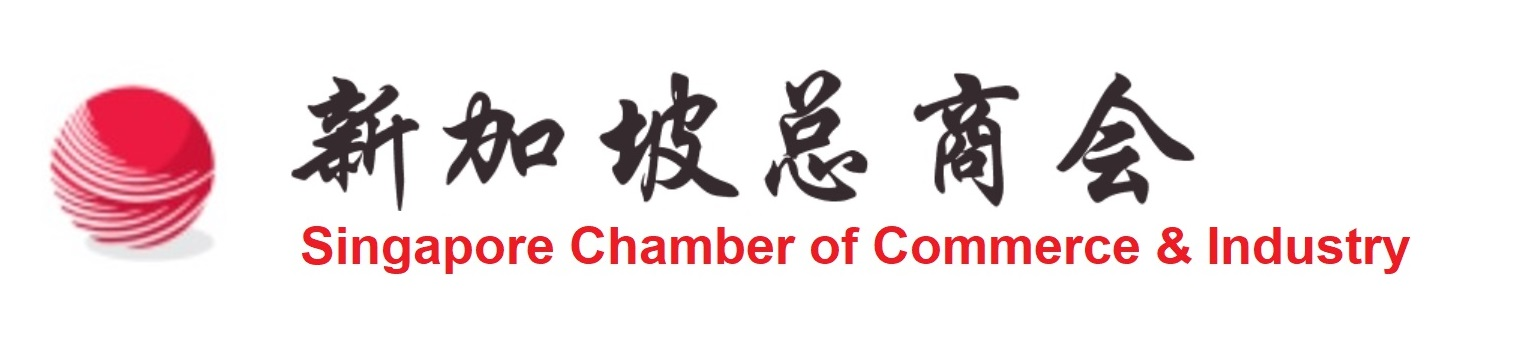 新加坡总商会
Singapore Chamber of Commerce & Industry